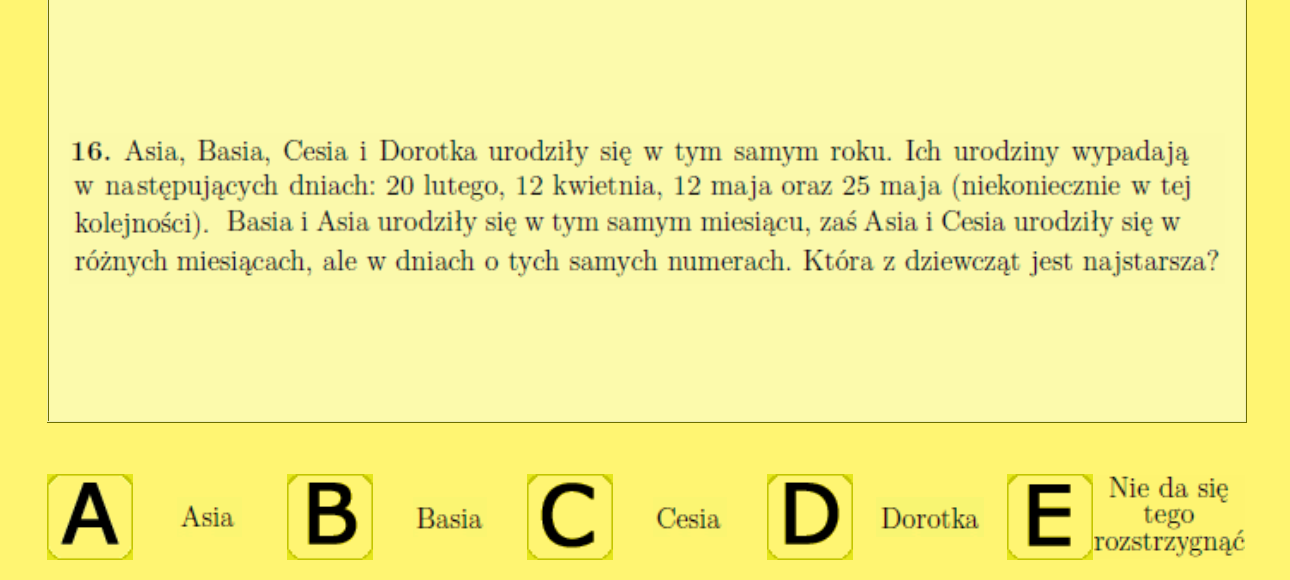 16. Asia, Basia, Cesia i Dorotka urodziły się w tym samym roku. Ich urodziny wypadają
w następujących dniach: 20 lutego, 12 kwietnia, 12 maja oraz 25 maja (niekoniecznie w tej
kolejności). Basia i Asia urodziły się w tym samym miesiącu, zaś Asia i Cesia urodziły się w
różnych miesiącach, ale w dniach o tych samych numerach. Która z dziewcząt jest najstarsza?
A Asia
B Basia
C Cesia
D Dorotka
E Nie da się
tego
rozstrzygnąć